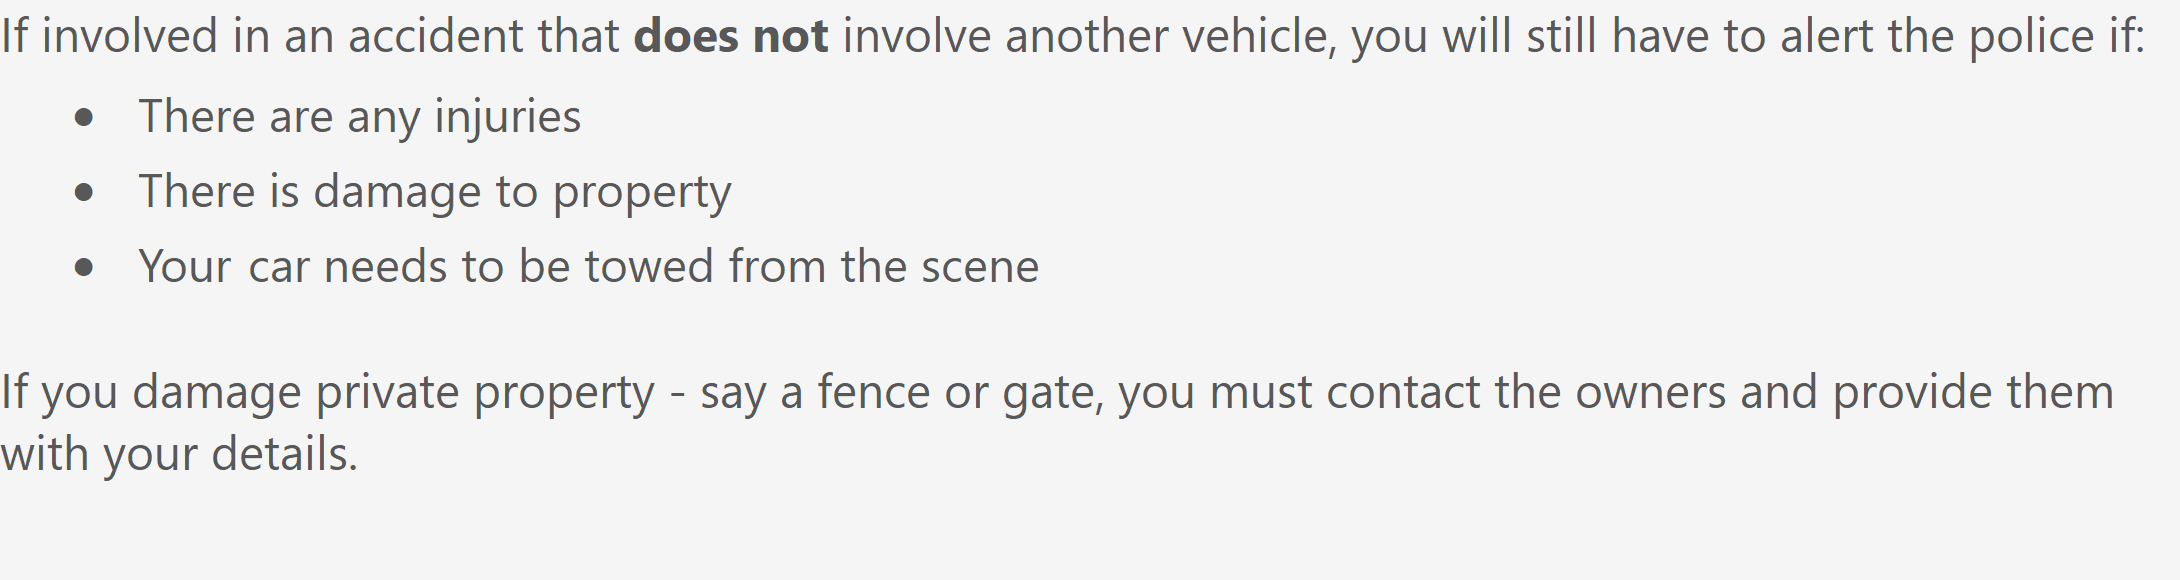 If involved in an accident that does not involve another vehicle, you will still have to alert the police if:
● There are any injuries
● There is damage to property
● Your car needs to be towed from the scene
If you damage private property - say a fence or gate, you must contact the owners and provide them
with your details.